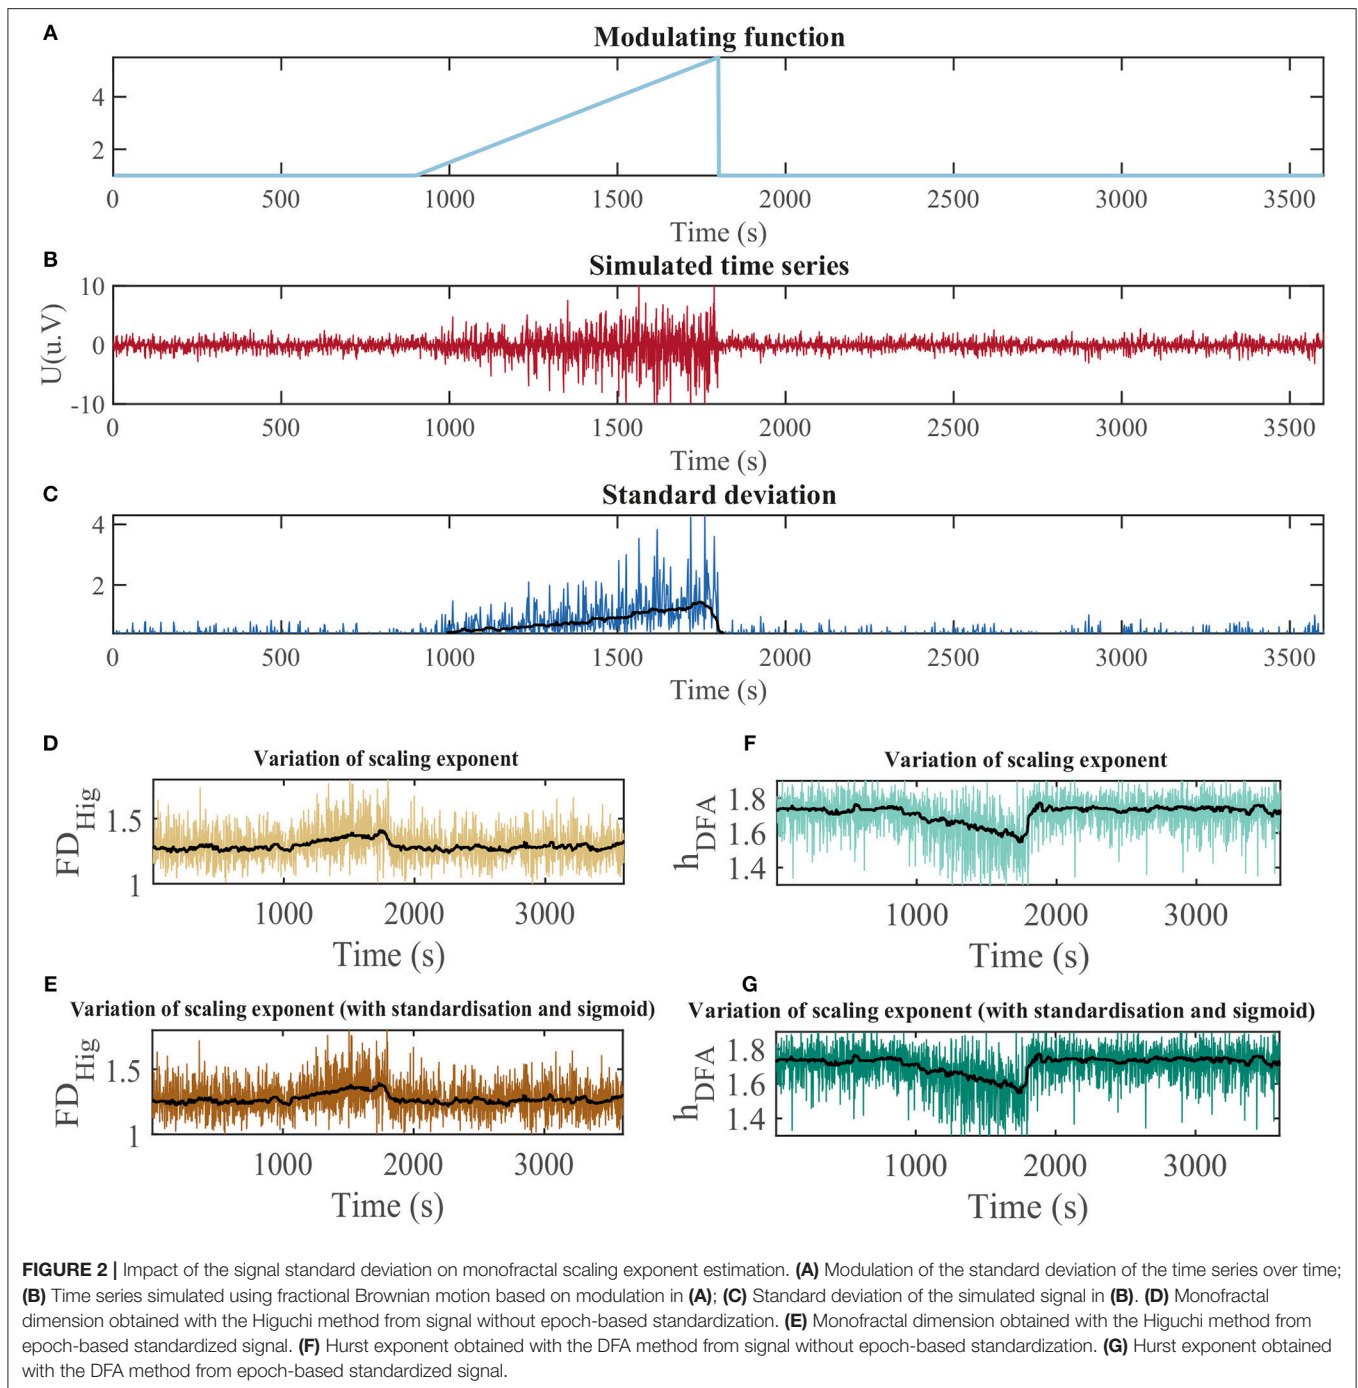 A
Modulating function
4
2
0 500 1000 1500 2000 2500 3000 3500
Time (s)
B
Simulated time series
10
0
-10
U(u. V)
0 500 1000 1500 2000 2500 3000 3500
Time (s)
C
Standard deviation
4
2
0 500 1000 1500 2000 2500 3000 3500
Time (s)
D
Variation of scaling exponent
FD_Hig
1.5
1
1000 2000 3000
Time (s)
F
Variation of scaling exponent
h_DFA
1.8
1.6
1.4
1000 2000 3000
Time (s)
E
Variation of scaling exponent (with standardisation and sigmoid)
FD_Hig
1.5
1
1000 2000 3000
Time (s)
G
Variation of scaling exponent (with standardisation and sigmoid)
h_DFA
1.8
1.6
1.4
1000 2000 3000
Time (s)
FIGURE 2 | Impact of the signal standard deviation on monofractal scaling exponent estimation. (A) Modulation of the standard deviation of the time series over time;
(B) Time series simulated using fractional Brownian motion based on modulation in (A); (C) Standard deviation of the simulated signal in (B). (D) Monofractal
dimension obtained with the Higuchi method from signal without epoch-based standardization. (E) Monofractal dimension obtained with the Higuchi method from
epoch-based standardized signal. (F) Hurst exponent obtained with the DFA method from signal without epoch-based standardization. (G) Hurst exponent obtained
with the DFA method from epoch-based standardized signal.